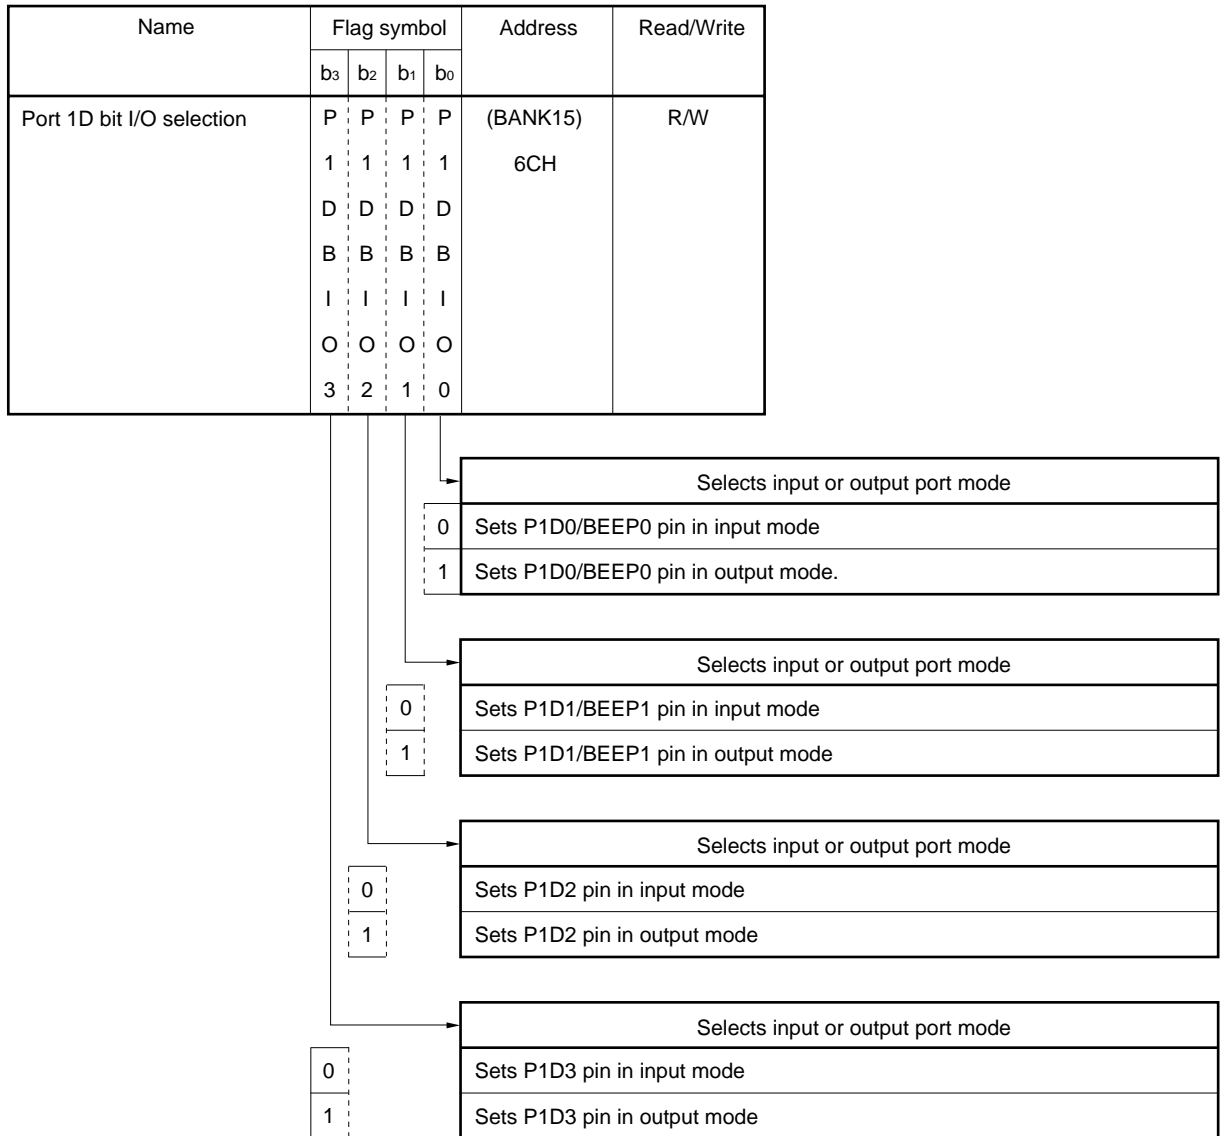 Name Flag symbol Address Read/Write
b3 b2 b1 b0
Port 1D bit I/O selection P P P P (BANK15) R/W
1 1 1 1 6CH
D D D D
B B B B
I I I I
O O O O
3 2 1 0
Selects input or output port mode
0 Sets P1D0/BEEP0 pin in input mode
1 Sets P1D0/BEEP0 pin in output mode.
Selects input or output port mode
0 Sets P1D1/BEEP1 pin in input mode
1 Sets P1D1/BEEP1 pin in output mode
Selects input or output port mode
0 Sets P1D2 pin in input mode
1 Sets P1D2 pin in output mode
Selects input or output port mode
0 Sets P1D3 pin in input mode
1 Sets P1D3 pin in output mode